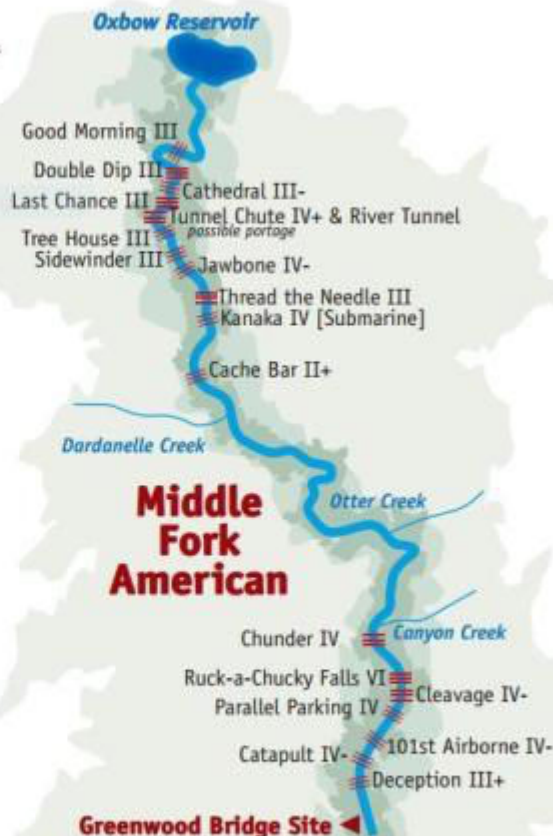 Oxbow Reservoir
Good Morning III
Double Dip III
Cathedral III-
Last Chance III
Tunnel Chute IV+ & River Tunnel
possible portage
Tree House III
Sidewinder III
Jawbone IV-
Thread the Needle III
Kanaka IV [Submarine]
Cache Bar II+
Dardanelle Creek
Middle
Fork
American
Otter Creek
Chunder IV
Canyon Creek
Ruck-a-Chucky Falls VI
Cleavage IV-
Parallel Parking IV
101st Airborne IV-
Catapult IV-
Deception III+
Greenwood Bridge Site